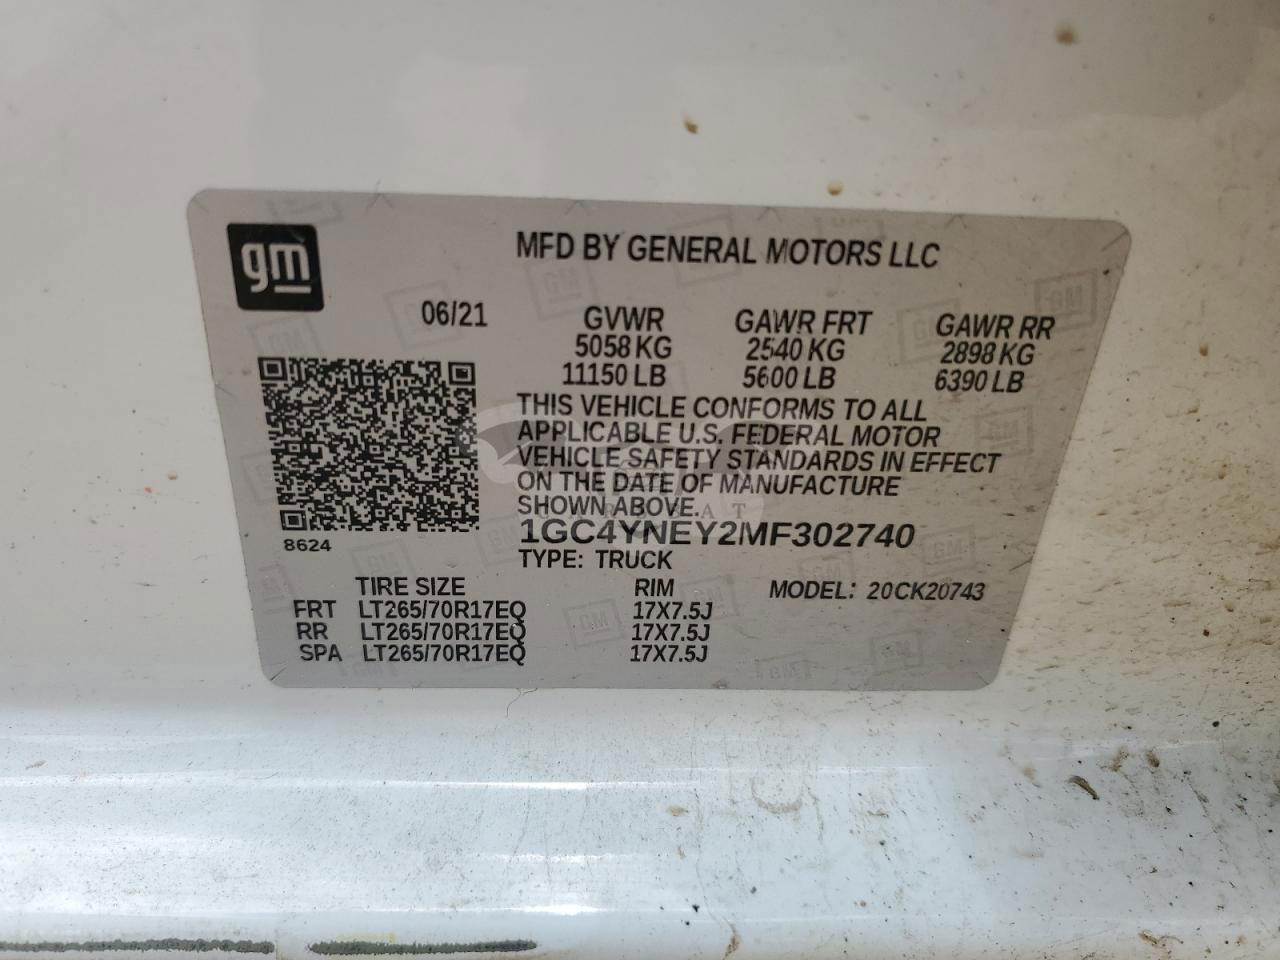 gm
MFD BY GENERAL MOTORS LLC
06/21 GVWR GAWR FRT GAWR RR
5058 KG 2540 KG 2898 KG
11150 LB 5600 LB 6390 LB
THIS VEHICLE CONFORMS TO ALL
APPLICABLE U.S. FEDERAL MOTOR
VEHICLE SAFETY STANDARDS IN EFFECT
ON THE DATE OF MANUFACTURE
SHOWN ABOVE.
1GC4YNEY2MF302740
8624
TYPE: TRUCK
TIRE SIZE RIM MODEL: 20CK20743
FRT LT265/70R17EQ 17X7.5J
RR LT265/70R17EQ 17X7.5J
SPA LT265/70R17EQ 17X7.5J